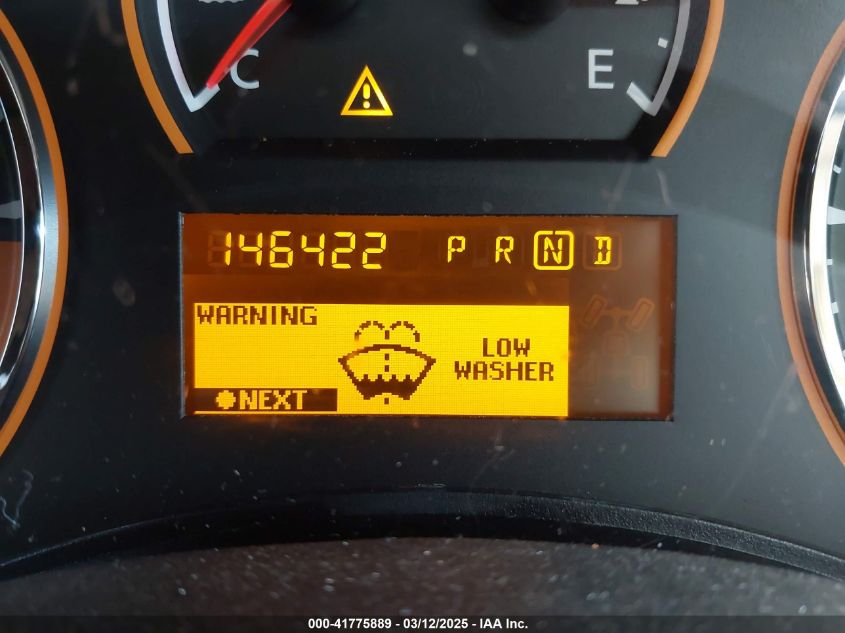 C
E
146422 P R N D
WARNING
LOW
WASHER
NEXT
000-41775889 - 03/12/2025 - IAA Inc.